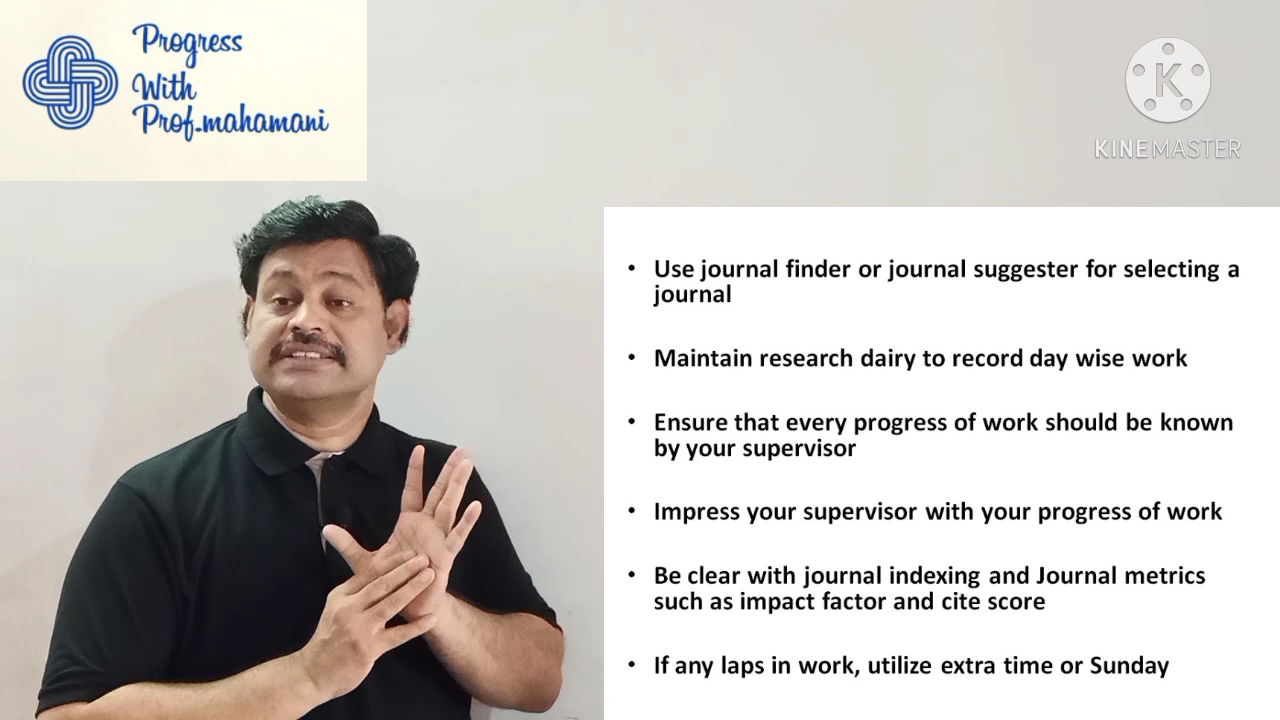 Progress
With
Prof.mahamani
KINEMASTER
• Use journal finder or journal suggester for selecting a
journal
• Maintain research dairy to record day wise work
• Ensure that every progress of work should be known
by your supervisor
• Impress your supervisor with your progress of work
• Be clear with journal indexing and Journal metrics
such as impact factor and cite score
• If any laps in work, utilize extra time or Sunday